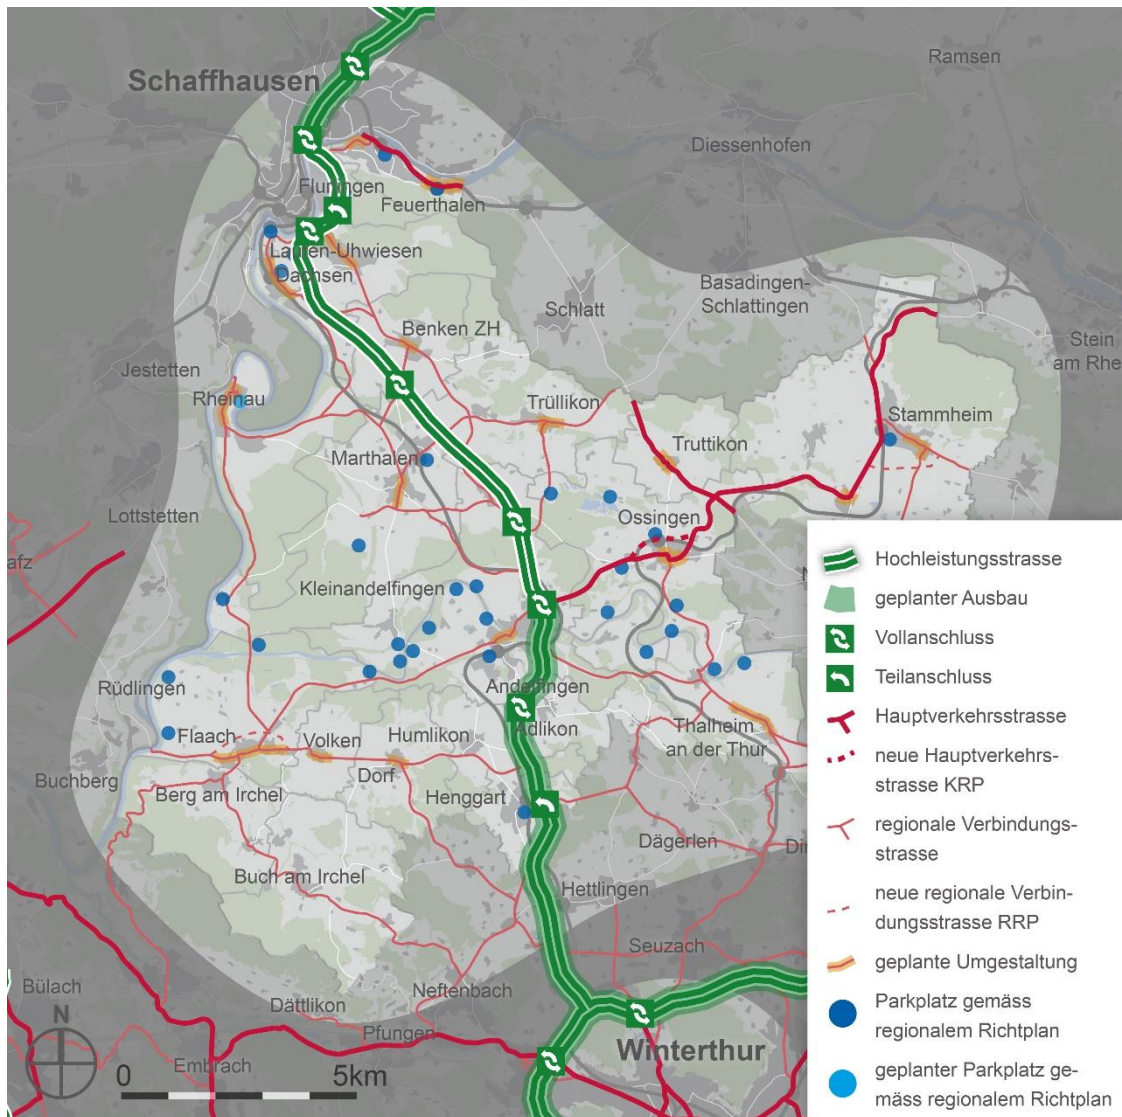 Ramsen
Schaffhausen
Diessenhofen
Flurlingen
Feuerthalen
Laufen-Uhwiesen
Dachsen
Basadingen-
Schlattingen
Schlatt
Benken ZH
Stein
am Rhe
Jestetten
Rheinau
Trüllikon
Stammheim
Truttikon
Marthalen
Lottstetten
Ossingen
afz
Kleinandelfingen
Rüdlingen
Andelfingen
Adlikon
Thalheim
an der Thur
Flaach
Volken
Humlikon
Dorf
Buchberg
Berg am Irchel
Henggart
Dägerlen
Buch am Irchel
Hettlingen
Seuzach
Bülach
Neftenbach
Dättlikon
Pfungen
Winterthur
Embrach
N
0 5km
Hochleistungsstrasse
geplanter Ausbau
Vollanschluss
Teilanschluss
Hauptverkehrsstrasse
neue Hauptverkehrs-
strasse KRP
regionale Verbindungs-
strasse
neue regionale Verbin-
dungsstrasse RRP
geplante Umgestaltung
Parkplatz gemäss
regionalem Richtplan
geplanter Parkplatz ge-
mäss regionalem Richtplan